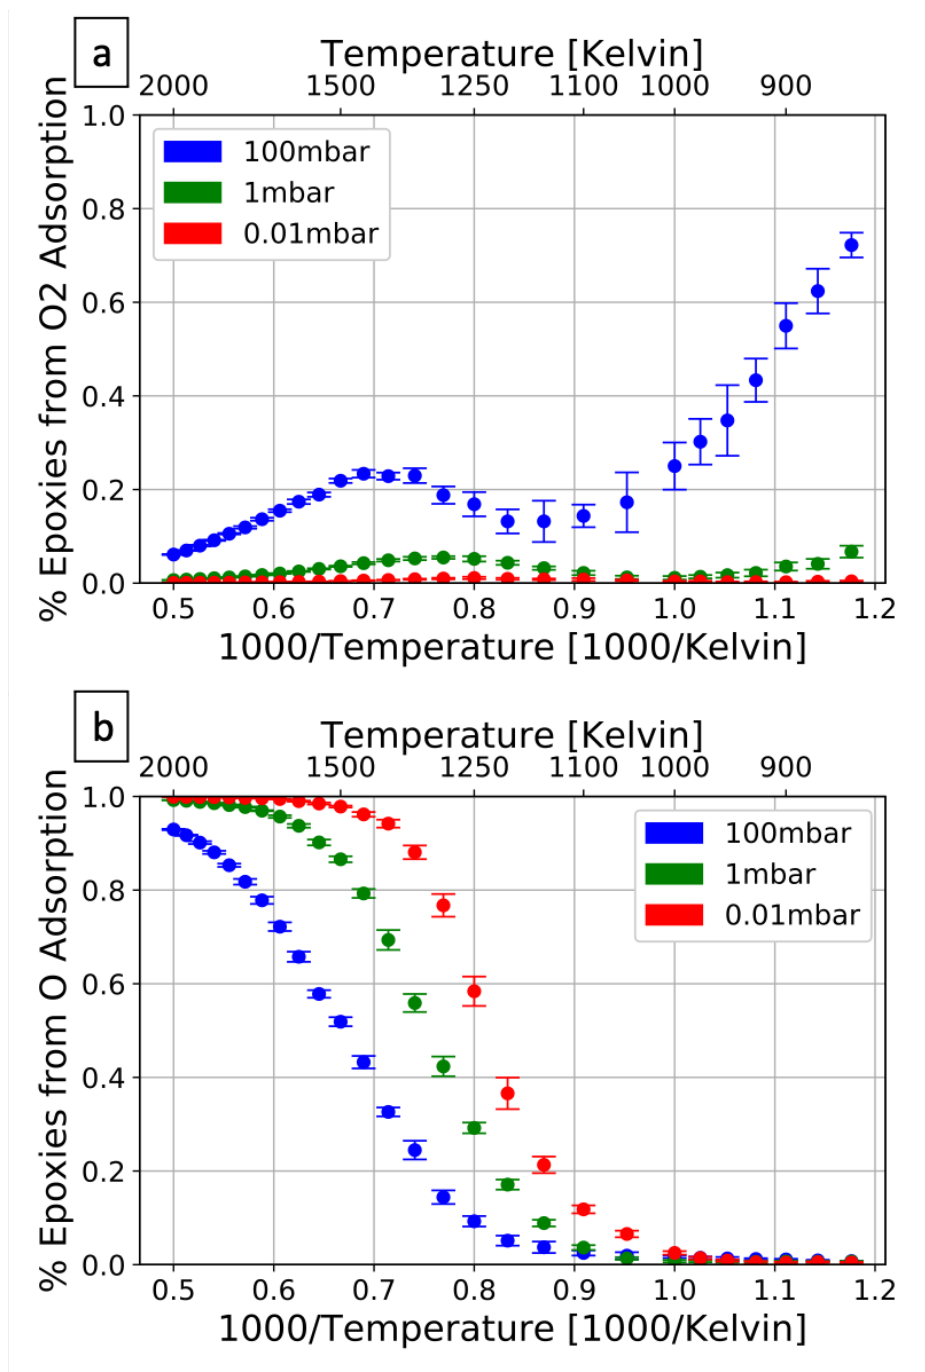 a
Temperature [Kelvin]
2000 1500 1250 1100 1000 900
% Epoxies from O2 Adsorption
1.0
0.8
0.6
0.4
0.2
0.0
100mbar
1mbar
0.01mbar
0.5 0.6 0.7 0.8 0.9 1.0 1.1 1.2
1000/Temperature [1000/Kelvin]
b
Temperature [Kelvin]
2000 1500 1250 1100 1000 900
% Epoxies from O Adsorption
1.0
0.8
0.6
0.4
0.2
0.0
100mbar
1mbar
0.01mbar
0.5 0.6 0.7 0.8 0.9 1.0 1.1 1.2
1000/Temperature [1000/Kelvin]